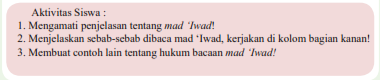 Aktivitas Siswa :
1. Mengamati penjelasan tentang mad ‘Iwad!
2. Menjelaskan sebab-sebab dibaca mad ‘Iwad, kerjakan di kolom bagian kanan!
3. Membuat contoh lain tentang hukum bacaan mad ‘Iwad!